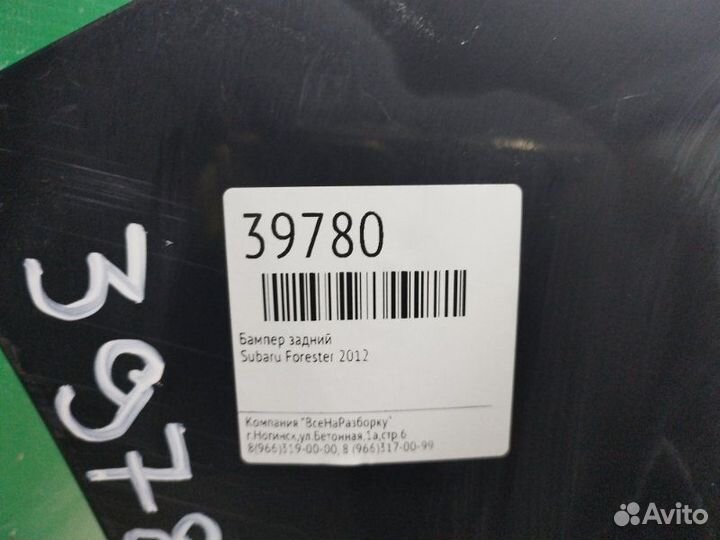 39780
Бампер задний
Subaru Forester 2012
Компания "ВсеНаРазборку"
г.Ногинск,ул.Бетонная,1а,стр.6
8(966)319-00-00, 8 (966)317-00-99
3978
Avito